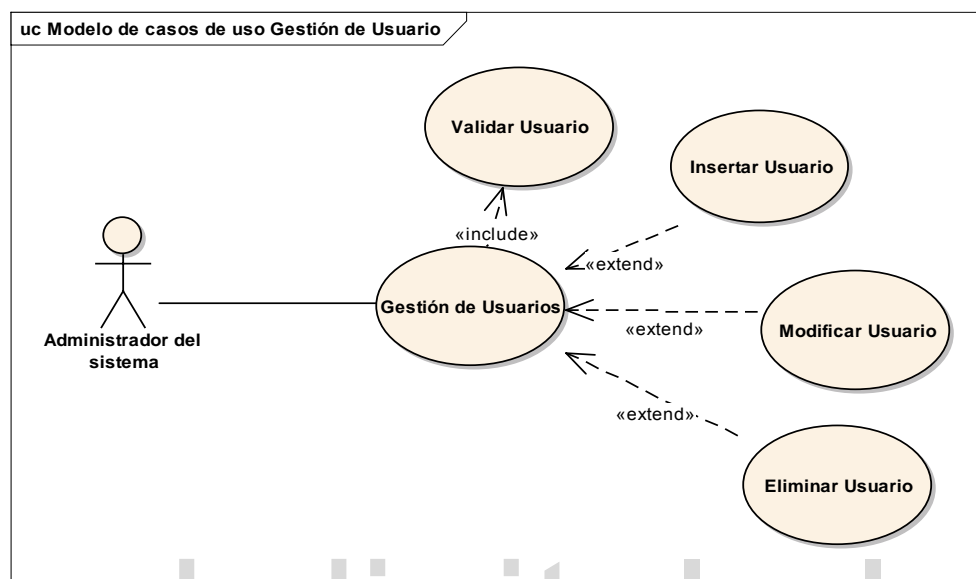 uc Modelo de casos de uso Gestión de Usuario
Validar Usuario
Insertar Usuario
«include»
«extend»
Gestión de Usuarios
«extend»
Modificar Usuario
Administrador del
sistema
«extend»
Eliminar Usuario